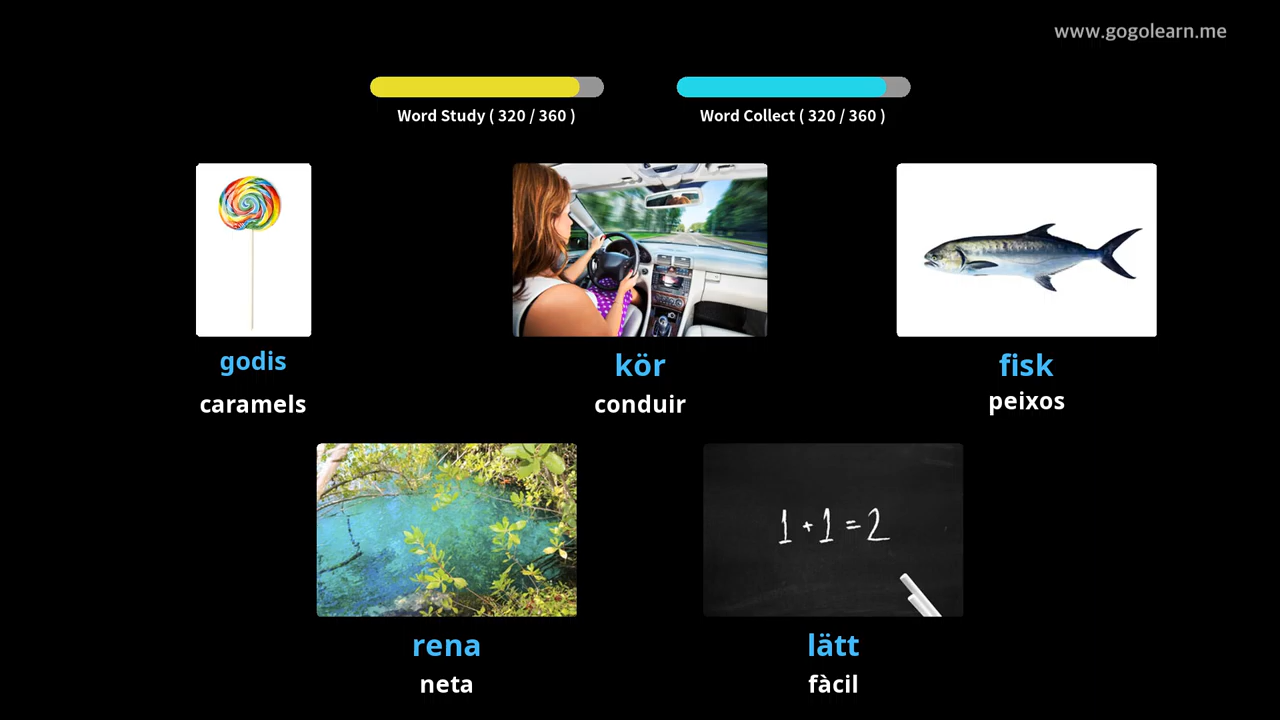 www.gogolearn.me
Word Study ( 320 / 360 )
Word Collect ( 320 / 360 )
godis
caramels
kör
conduir
fisk
peixos
1 + 1 = 2
rena
neta
lätt
fàcil